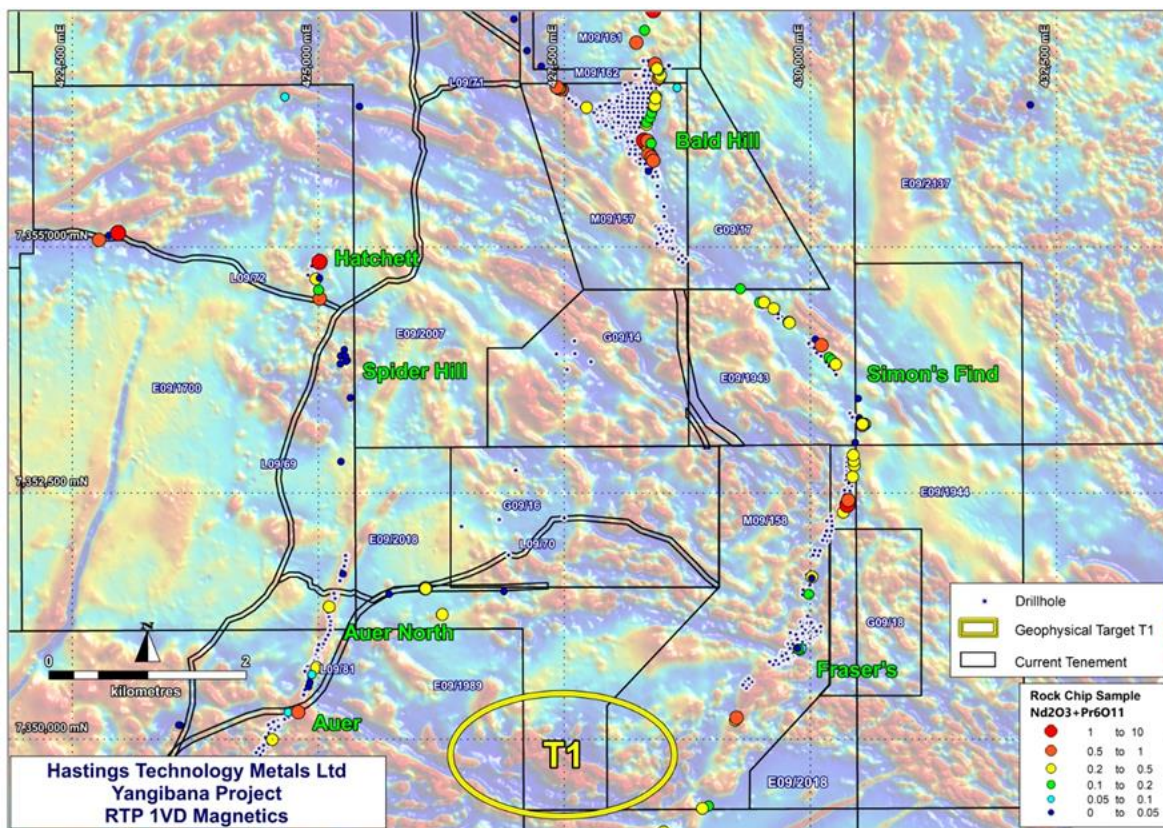 422,500 mE
425,000 mE
427,500 mE
430,000 mE
432,500 mE
M09/161
M09/162
L09/71
Bald Hill
E09/2137
M09/157
G09/17
7,355,000 mN
Hatchett
L09/72
E09/2007
G09/14
Spider Hill
E09/1700
E09/1943
Simon's Find
L09/69
7,352,500 mN
G09/16
M09/158
E09/1944
E09/2018
L09/70
Auer North
G09/18
L09/81
E09/1989
Fraser's
7,350,000 mN
Auer
T1
E09/2018
N
0 2
kilometres
Hastings Technology Metals Ltd
Yangibana Project
RTP 1VD Magnetics
Drillhole
Geophysical Target T1
Current Tenement
Rock Chip Sample
Nd2O3+Pr6O11
1 to 10
0.5 to 1
0.2 to 0.5
0.1 to 0.2
0.05 to 0.1
0 to 0.05